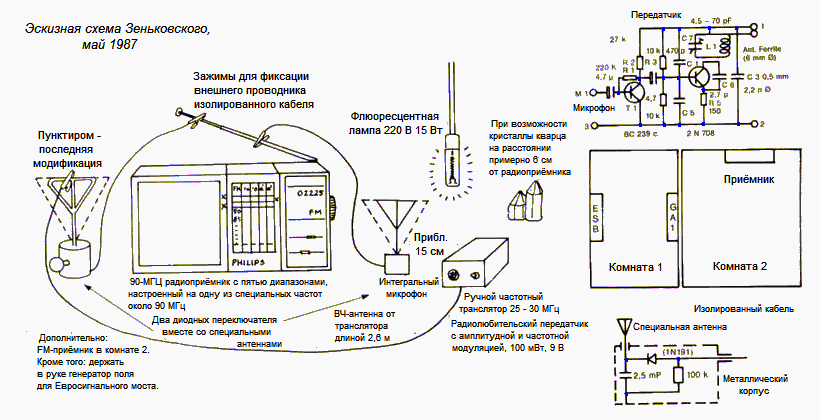 Эскизная схема Зеньковского,
май 1987
Зажимы для фиксации
внешнего проводника
изолированного кабеля
Пунктиром -
последняя
модификация
Флюоресцентная
лампа 220 В 15 Вт
При возможности
кристаллы кварца
на расстоянии
примерно 6 см
от радиоприёмника
Прибл.
15 см
FM
PHILIPS
90-МГЦ радиоприёмник с пятью диапазонами,
настроенный на одну из специальных частот
около 90 МГц
Интегральный
микрофон
Два диодных переключателя
вместе со специальными
антеннами
ВЧ-антенна от
транслятора
длиной 2,6 м
Ручной частотный
транслятор 25 - 30 МГц
Радиолюбительский передатчик
с амплитудной и частотной
модуляцией, 100 мВт, 9 В
Дополнительно:
FM-приёмник в комнате 2.
Кроме того: держать
в руке генератор поля
для Евросигнального моста.
Передатчик
4.5 – 70 pF
1
27 k
10 k
470 p
C 7
L 1
R 2
R 1
R 3
C 1
Ant. Ferrite
(6 mm Ø)
220 k
4,7 µ
C 6
C 3 0,5 mm
2,2 n Ø
2,7 µ
M.1
Микрофон
T 1
4,7
R 5
150
10 k
C 5
3
BC 239 c
2 N 708
2
Приёмник
ESB
GA1
Комната 1
Комната 2
Изолированный кабель
Специальная антенна
(1N191)
2,5 mP
100 k
Металлический
корпус